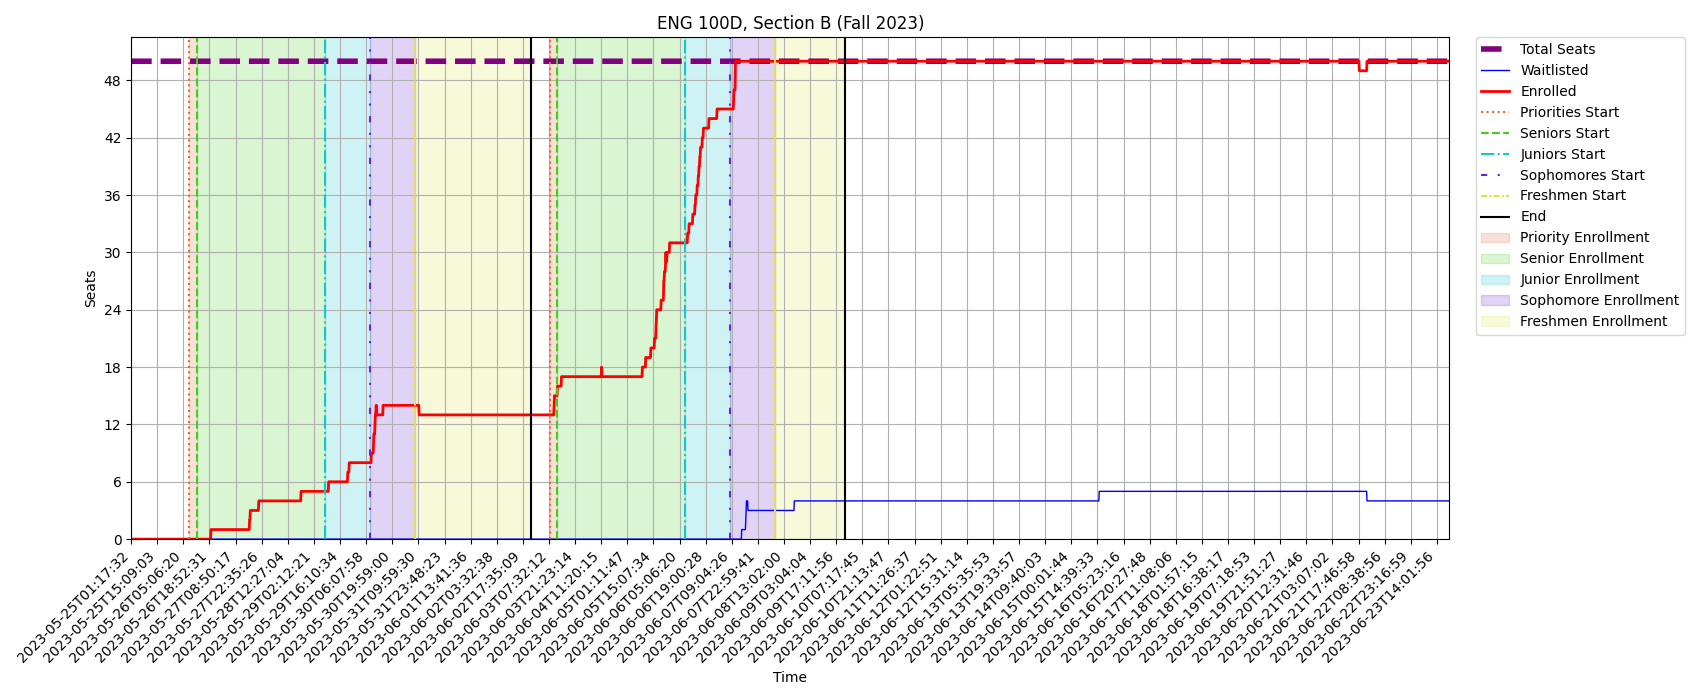 ENG 100D, Section B (Fall 2023)
Total Seats
Waitlisted
Enrolled
Priorities Start
Seniors Start
Juniors Start
Sophomores Start
Freshmen Start
End
Priority Enrollment
Senior Enrollment
Junior Enrollment
Sophomore Enrollment
Freshmen Enrollment
Seats
48
42
36
30
24
18
12
6
0
2023-05-25T01:17:32
2023-05-25T15:09:03
2023-05-26T05:06:20
2023-05-26T18:52:31
2023-05-27T08:50:17
2023-05-27T22:35:26
2023-05-28T12:27:04
2023-05-29T02:12:21
2023-05-29T16:10:34
2023-05-30T06:07:58
2023-05-30T19:59:00
2023-05-31T09:59:30
2023-05-31T23:48:23
2023-06-01T13:41:36
2023-06-02T03:32:38
2023-06-02T17:35:09
2023-06-03T07:32:12
2023-06-03T21:23:14
2023-06-04T11:20:15
2023-06-05T01:11:47
2023-06-05T15:07:34
2023-06-06T05:06:20
2023-06-06T19:00:28
2023-06-07T09:04:26
2023-06-07T22:59:41
2023-06-08T13:02:00
2023-06-09T03:04:04
2023-06-09T17:11:56
2023-06-10T07:17:45
2023-06-10T21:13:47
2023-06-11T11:26:37
2023-06-12T01:22:51
2023-06-12T15:31:14
2023-06-13T05:35:53
2023-06-13T19:33:57
2023-06-14T09:40:03
2023-06-15T00:01:44
2023-06-15T14:39:33
2023-06-16T05:23:16
2023-06-16T20:27:48
2023-06-17T11:08:06
2023-06-18T01:57:15
2023-06-18T16:38:17
2023-06-19T07:18:53
2023-06-19T21:51:27
2023-06-20T12:31:46
2023-06-21T03:07:02
2023-06-21T17:46:58
2023-06-22T08:38:56
2023-06-22T23:16:59
2023-06-23T14:01:56
Time